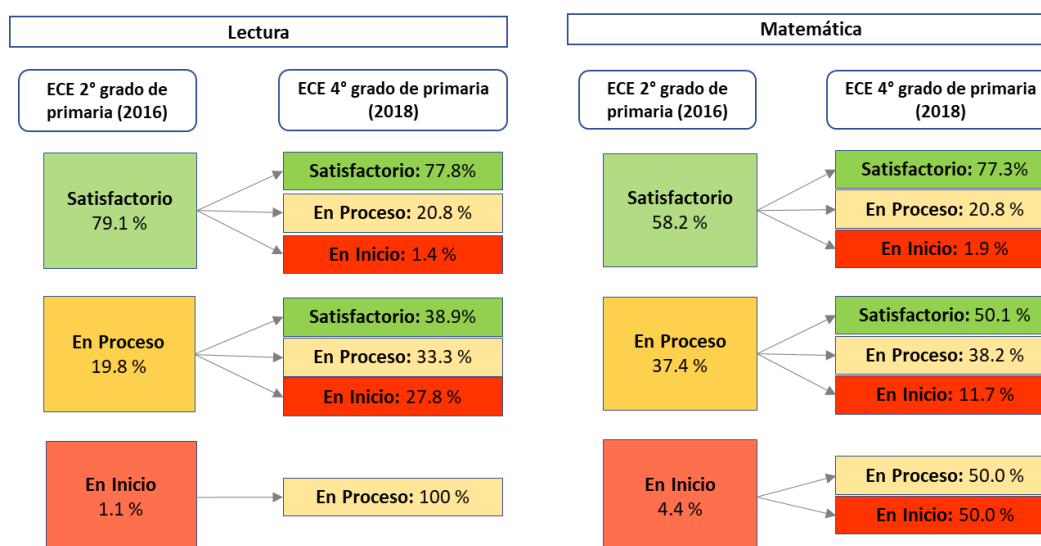 Lectura
ECE 2° grado de
primaria (2016)
ECE 4° grado de primaria
(2018)
Satisfactorio
79.1 %
Satisfactorio: 77.8%
En Proceso: 20.8 %
En Inicio: 1.4 %
En Proceso
19.8 %
Satisfactorio: 38.9%
En Proceso: 33.3 %
En Inicio: 27.8 %
En Inicio
1.1 %
En Proceso: 100 %
Matemática
ECE 2° grado de
primaria (2016)
ECE 4° grado de primaria
(2018)
Satisfactorio
58.2 %
Satisfactorio: 77.3%
En Proceso: 20.8 %
En Inicio: 1.9 %
En Proceso
37.4 %
Satisfactorio: 50.1 %
En Proceso: 38.2 %
En Inicio: 11.7 %
En Inicio
4.4 %
En Proceso: 50.0 %
En Inicio: 50.0 %